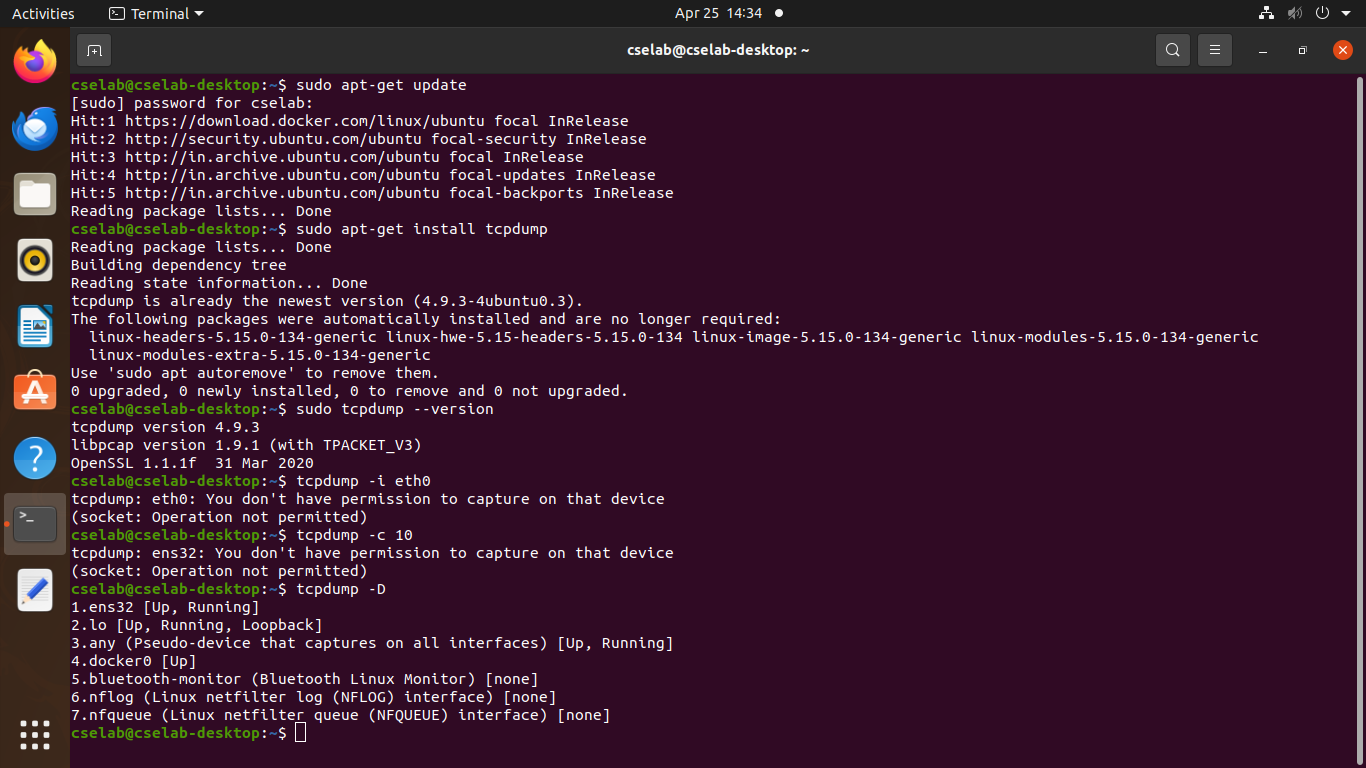 Activities
Terminal
Apr 25 14:34
cselab@cselab-desktop: ~
cselab@cselab-desktop:~$ sudo apt-get update
[sudo] password for cselab:
Hit:1 https://download.docker.com/linux/ubuntu focal InRelease
Hit:2 http://security.ubuntu.com/ubuntu focal-security InRelease
Hit:3 http://in.archive.ubuntu.com/ubuntu focal InRelease
Hit:4 http://in.archive.ubuntu.com/ubuntu focal-updates InRelease
Hit:5 http://in.archive.ubuntu.com/ubuntu focal-backports InRelease
Reading package lists... Done
cselab@cselab-desktop:~$ sudo apt-get install tcpdump
Reading package lists... Done
Building dependency tree
Reading state information... Done
tcpdump is already the newest version (4.9.3-4ubuntu0.3).
The following packages were automatically installed and are no longer required:
  linux-headers-5.15.0-134-generic linux-hwe-5.15-headers-5.15.0-134 linux-image-5.15.0-134-generic linux-modules-5.15.0-134-generic
  linux-modules-extra-5.15.0-134-generic
Use 'sudo apt autoremove' to remove them.
0 upgraded, 0 newly installed, 0 to remove and 0 not upgraded.
cselab@cselab-desktop:~$ sudo tcpdump --version
tcpdump version 4.9.3
libpcap version 1.9.1 (with TPACKET_V3)
OpenSSL 1.1.1f  31 Mar 2020
cselab@cselab-desktop:~$ tcpdump -i eth0
tcpdump: eth0: You don't have permission to capture on that device
(socket: Operation not permitted)
cselab@cselab-desktop:~$ tcpdump -c 10
tcpdump: ens32: You don't have permission to capture on that device
(socket: Operation not permitted)
cselab@cselab-desktop:~$ tcpdump -D
1.ens32 [Up, Running]
2.lo [Up, Running, Loopback]
3.any (Pseudo-device that captures on all interfaces) [Up, Running]
4.docker0 [Up]
5.bluetooth-monitor (Bluetooth Linux Monitor) [none]
6.nflog (Linux netfilter log (NFLOG) interface) [none]
7.nfqueue (Linux netfilter queue (NFQUEUE) interface) [none]
cselab@cselab-desktop:~$